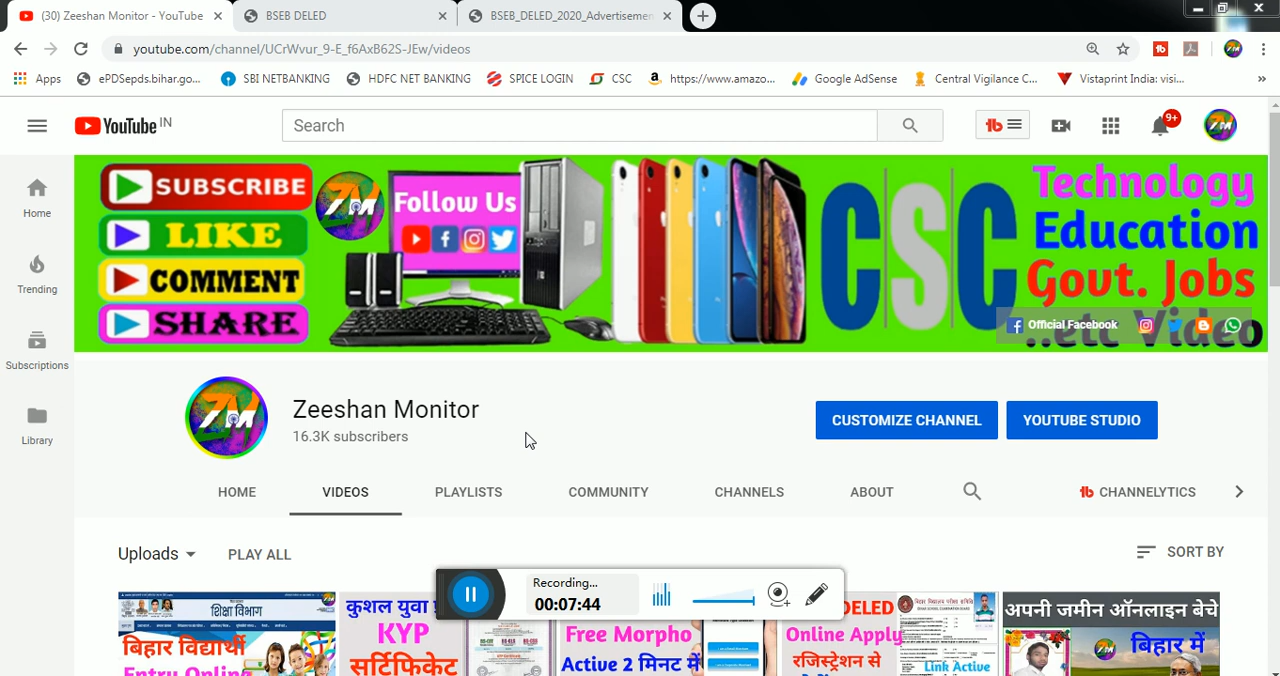 (30) Zeeshan Monitor - YouTube
BSEB DELED
BSEB_DELED_2020_Advertisemen
youtube.com/channel/UCrWvur_9-E_f6AxB62S-JEw/videos
Apps
ePDSepds.bihar.go...
SBI NETBANKING
HDFC NET BANKING
SPICE LOGIN
CSC
https://www.amazo...
Google AdSense
Central Vigilance C...
Vistaprint India: visi...
YouTube IN
Search
9+
Home
Trending
Subscriptions
Library
SUBSCRIBE
LIKE
COMMENT
SHARE
ZM
Follow Us
CSC
Technology
Education
Govt. Jobs
..etc Video
Official Facebook
ZM
Zeeshan Monitor
16.3K subscribers
CUSTOMIZE CHANNEL
YOUTUBE STUDIO
HOME
VIDEOS
PLAYLISTS
COMMUNITY
CHANNELS
ABOUT
CHANNELYTICS
Uploads
PLAY ALL
SORT BY
Recording...
00:07:44
शिक्षा विभाग
बिहार विद्यार्थी
Entry Online
कुशल युवा
KYP
सर्टिफिकेट
Free Morpho
Active 2 मिनट में
DELED
Online Apply
रजिस्ट्रेशन से
Link Active
अपनी जमीन ऑनलाइन बेचे
बिहार में